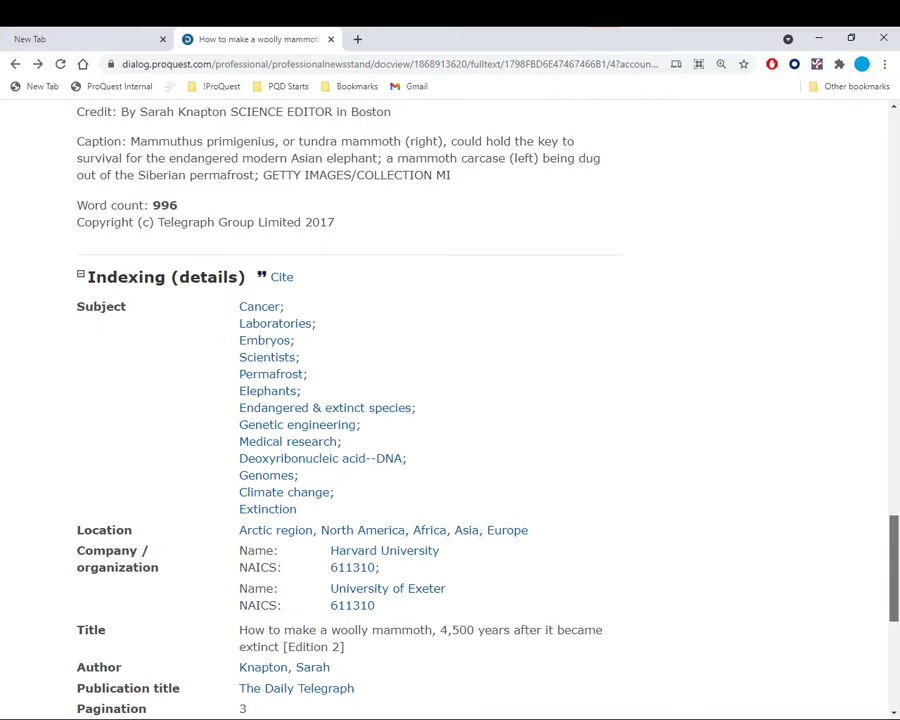 New Tab
How to make a woolly mammoth
dialog.proquest.com/professional/professionalnewsstand/docview/1868913620/fulltext/1798FBD6E47467466B1/4?accoun...
New Tab ProQuest Internal !ProQuest PQD Starts Bookmarks Gmail Other bookmarks
Credit: By Sarah Knapton SCIENCE EDITOR in Boston
Caption: Mammuthus primigenius, or tundra mammoth (right), could hold the key to
survival for the endangered modern Asian elephant; a mammoth carcase (left) being dug
out of the Siberian permafrost; GETTY IMAGES/COLLECTION MI
Word count: 996
Copyright (c) Telegraph Group Limited 2017
Indexing (details) ❞ Cite
Subject Cancer;
Laboratories;
Embryos;
Scientists;
Permafrost;
Elephants;
Endangered & extinct species;
Genetic engineering;
Medical research;
Deoxyribonucleic acid--DNA;
Genomes;
Climate change;
Extinction
Location Arctic region, North America, Africa, Asia, Europe
Company / Name: Harvard University
organization NAICS: 611310;
Name: University of Exeter
NAICS: 611310
Title How to make a woolly mammoth, 4,500 years after it became
extinct [Edition 2]
Author Knapton, Sarah
Publication title The Daily Telegraph
Pagination 3